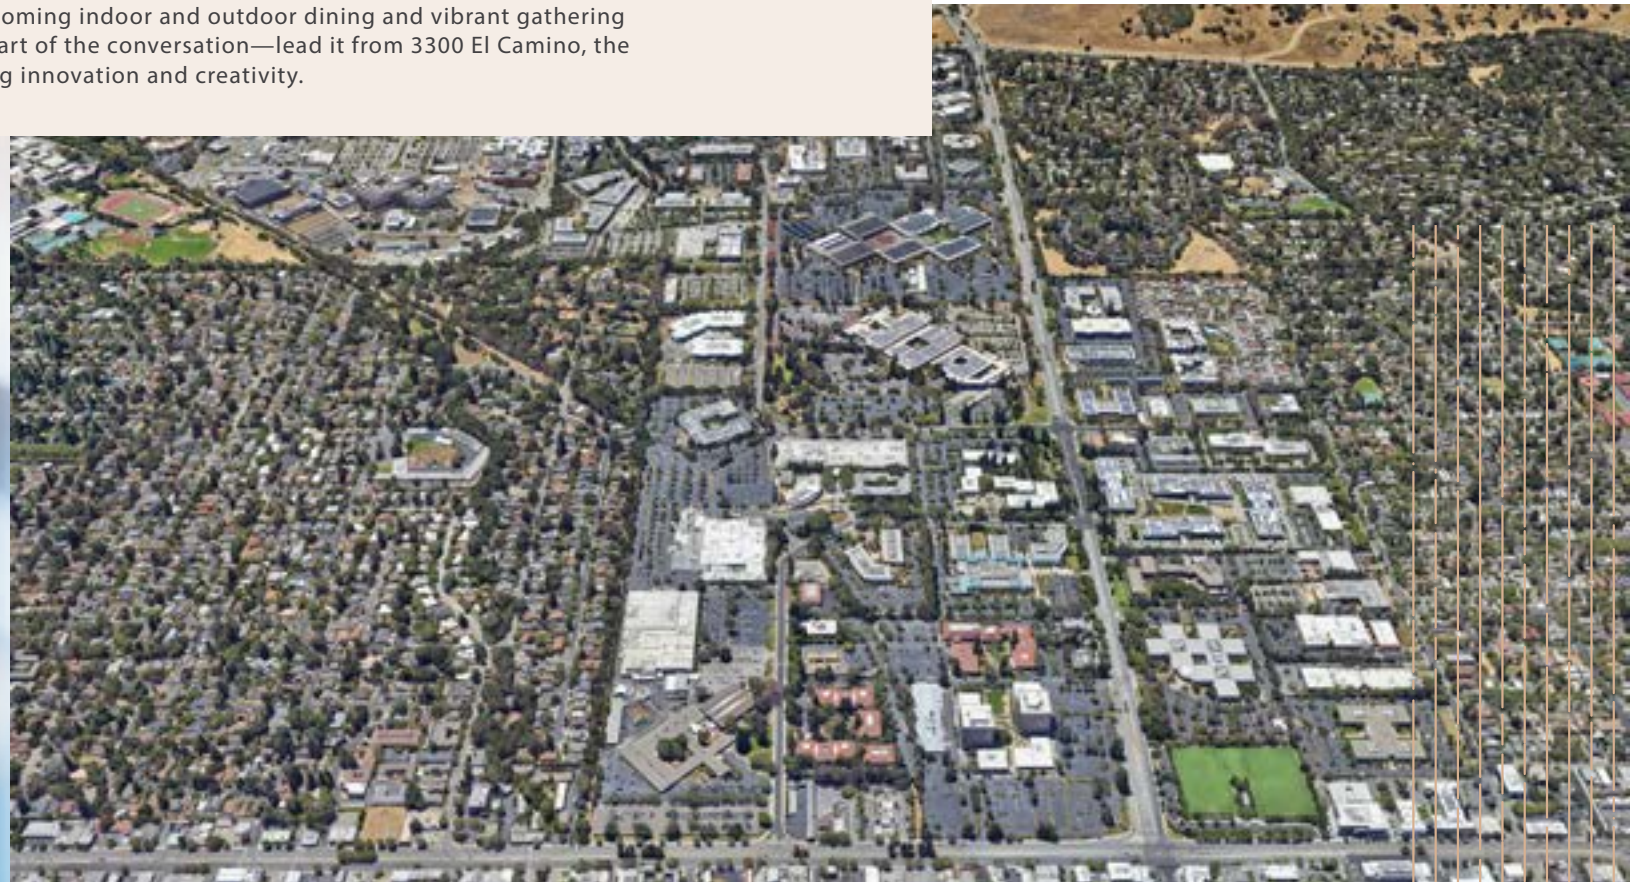 oming indoor and outdoor dining and vibrant gathering
art of the conversation—lead it from 3300 El Camino, the
g innovation and creativity.